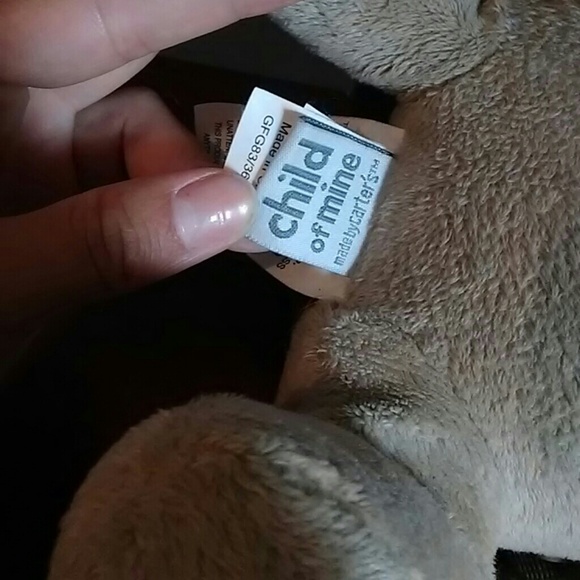 child
of mine
made by carter's™
GFG83/36
Made in